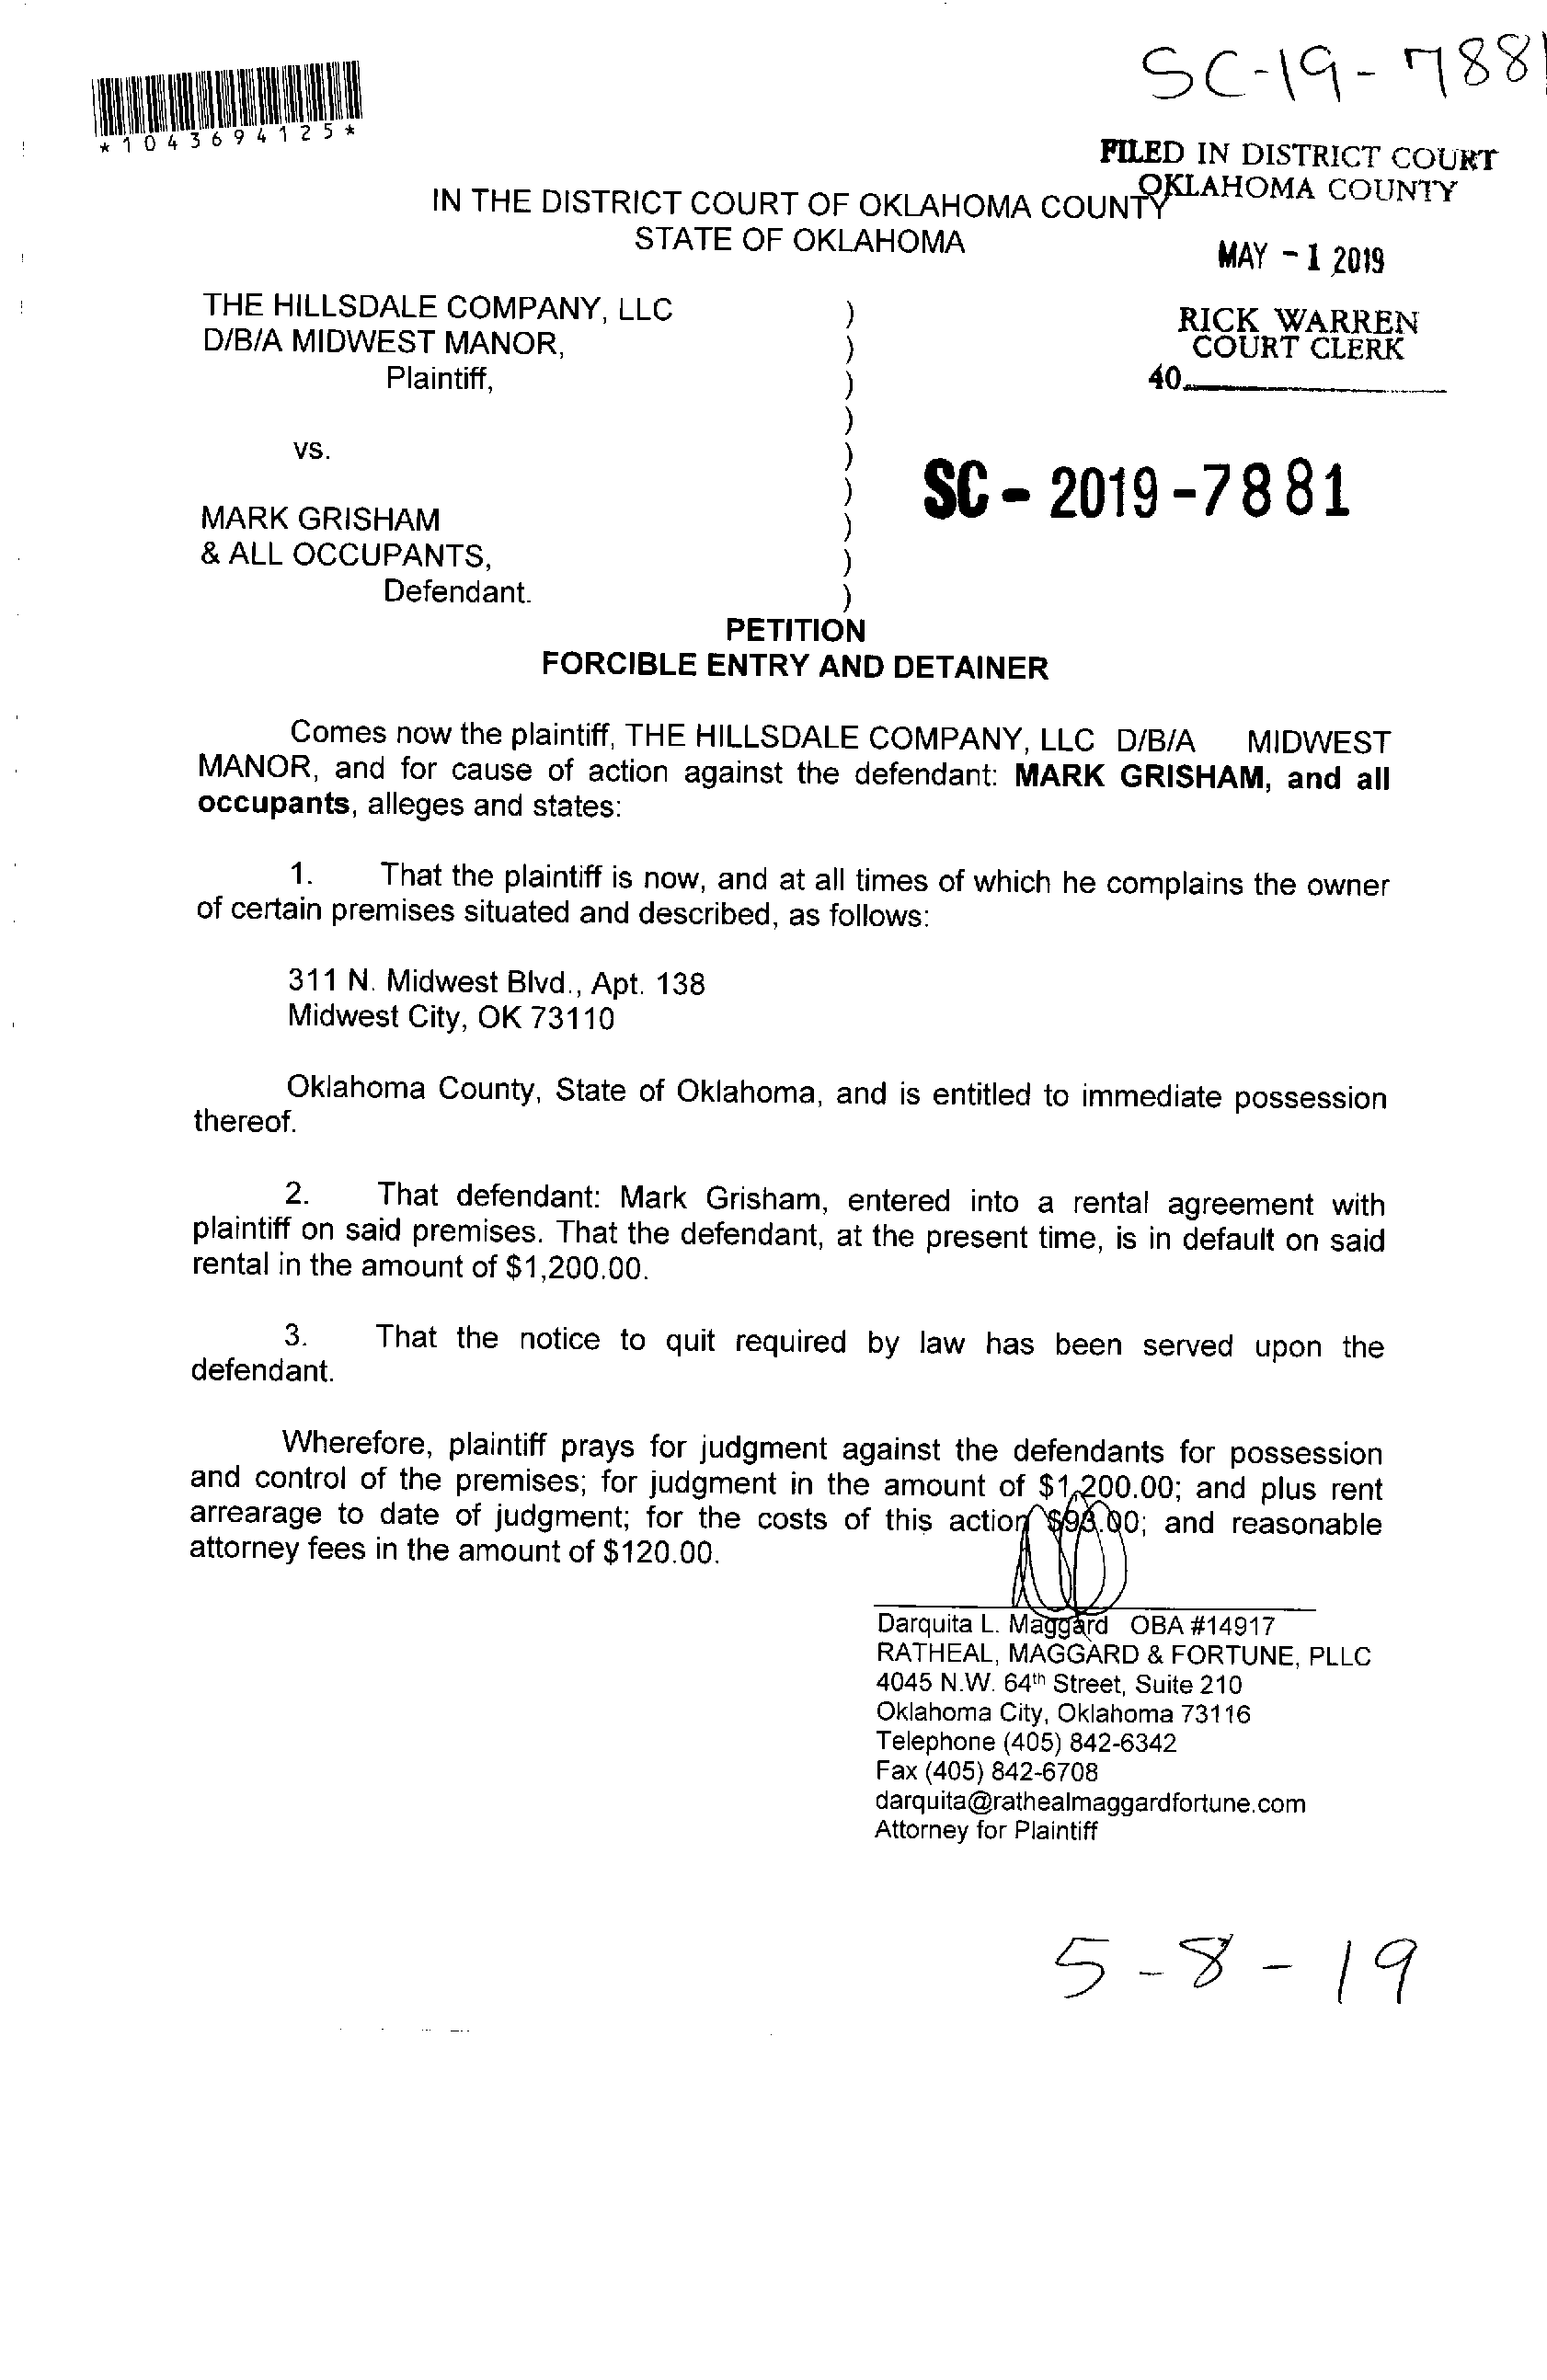 SC-19-7881
*1043694125*
FILED IN DISTRICT COURT
OKLAHOMA COUNTY
IN THE DISTRICT COURT OF OKLAHOMA COUNTY
STATE OF OKLAHOMA
MAY - 1 2019
THE HILLSDALE COMPANY, LLC )
D/B/A MIDWEST MANOR, )
Plaintiff, )
)
vs. )
)
MARK GRISHAM )
& ALL OCCUPANTS, )
Defendant. )
RICK WARREN
COURT CLERK
40
SC - 2019 - 7881
PETITION
FORCIBLE ENTRY AND DETAINER
Comes now the plaintiff, THE HILLSDALE COMPANY, LLC D/B/A MIDWEST
MANOR, and for cause of action against the defendant: MARK GRISHAM, and all
occupants, alleges and states:
1. That the plaintiff is now, and at all times of which he complains the owner
of certain premises situated and described, as follows:
311 N. Midwest Blvd., Apt. 138
Midwest City, OK 73110
Oklahoma County, State of Oklahoma, and is entitled to immediate possession
thereof.
2. That defendant: Mark Grisham, entered into a rental agreement with
plaintiff on said premises. That the defendant, at the present time, is in default on said
rental in the amount of $1,200.00.
3. That the notice to quit required by law has been served upon the
defendant.
Wherefore, plaintiff prays for judgment against the defendants for possession
and control of the premises; for judgment in the amount of $1,200.00; and plus rent
arrearage to date of judgment; for the costs of this action $93.00; and reasonable
attorney fees in the amount of $120.00.
Darquita L. Maggard OBA #14917
RATHEAL, MAGGARD & FORTUNE, PLLC
4045 N.W. 64th Street, Suite 210
Oklahoma City, Oklahoma 73116
Telephone (405) 842-6342
Fax (405) 842-6708
darquita@rathealmaggardfortune.com
Attorney for Plaintiff
5-8-19